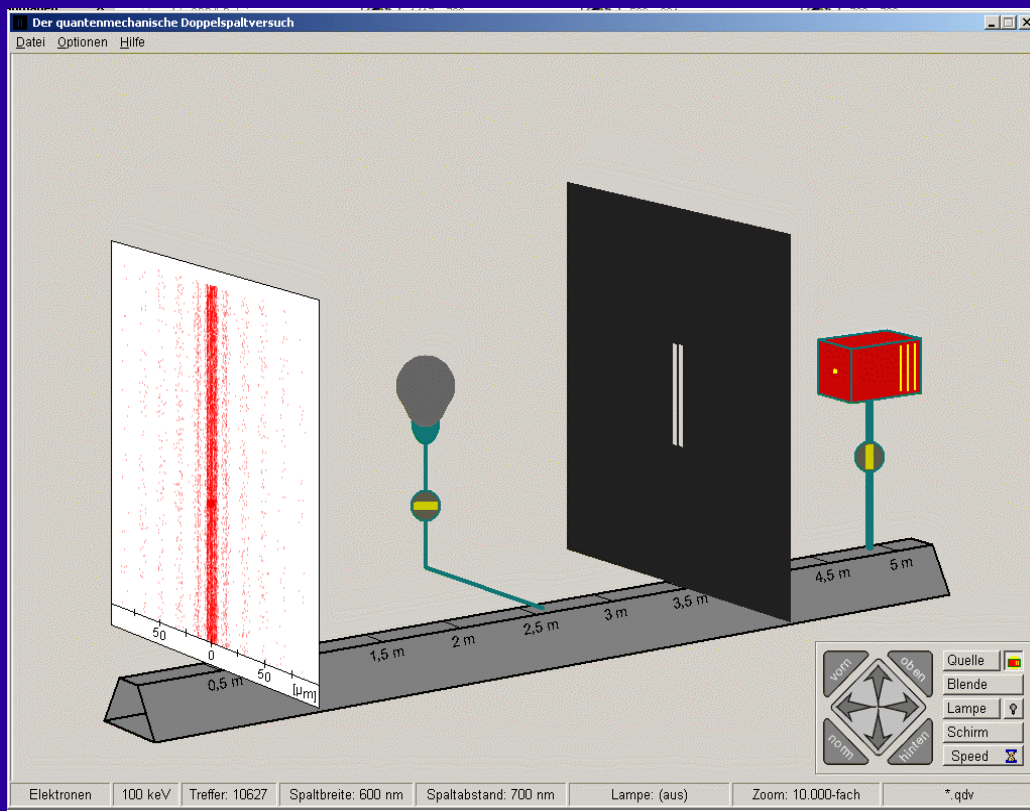 Der quantenmechanische Doppelspaltversuch
Datei Optionen Hilfe
50 0 50 [µm]
0,5 m 1,5 m 2 m 2,5 m 3 m 3,5 m 4,5 m 5 m
vorn oben
norm hinten
Quelle
Blende
Lampe
Schirm
Speed
Elektronen 100 keV Treffer: 10627 Spaltbreite: 600 nm Spaltabstand: 700 nm Lampe: (aus) Zoom: 10.000-fach *.qdv